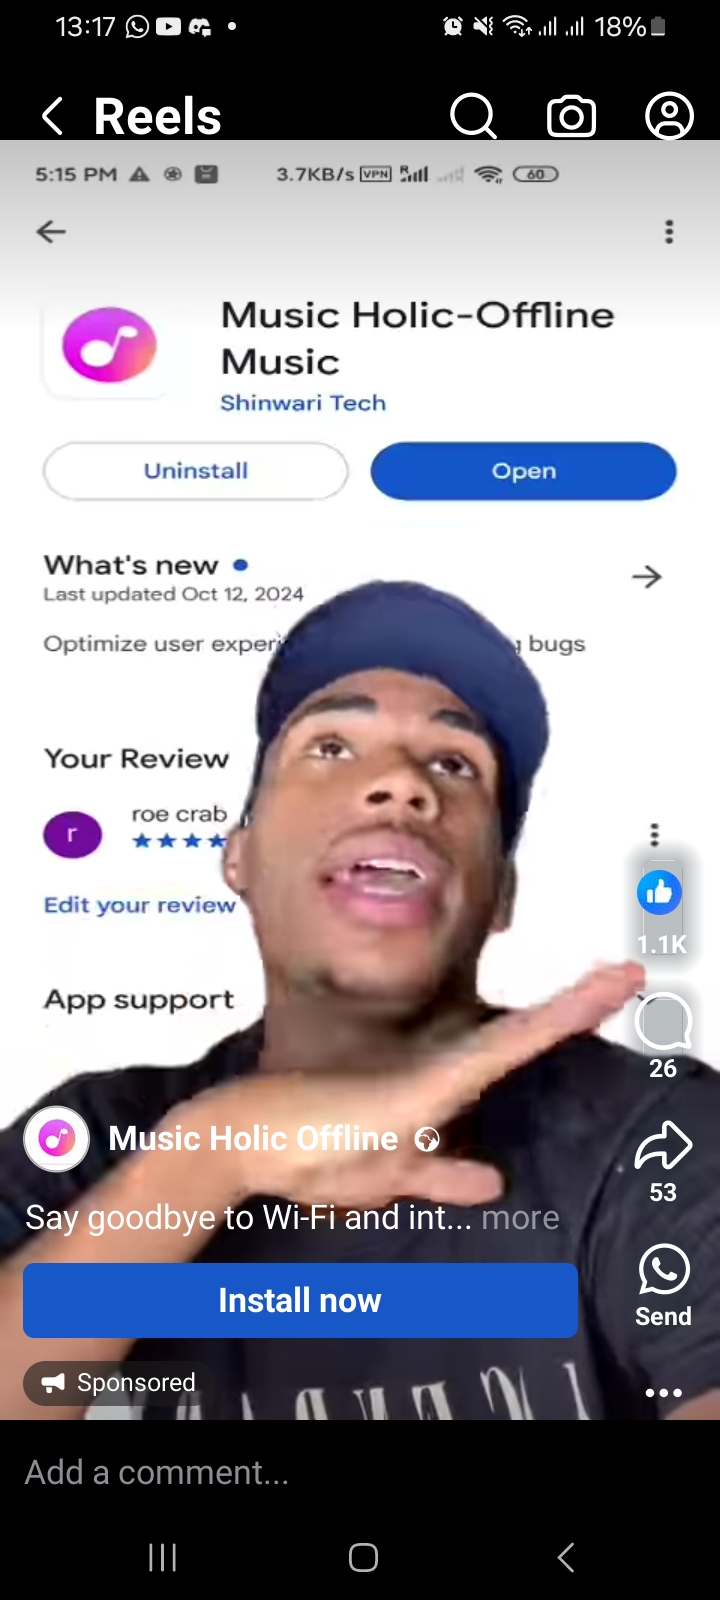 13:17
18%
Reels
5:15 PM
3.7KB/s VPN R 60
Music Holic-Offline
Music
Shinwari Tech
Uninstall
Open
What's new
Last updated Oct 12, 2024
Optimize user experi
bugs
Your Review
r
roe crab
Edit your review
1.1K
App support
26
Music Holic Offline
53
Say goodbye to Wi-Fi and int... more
Install now
Send
Sponsored
Add a comment...